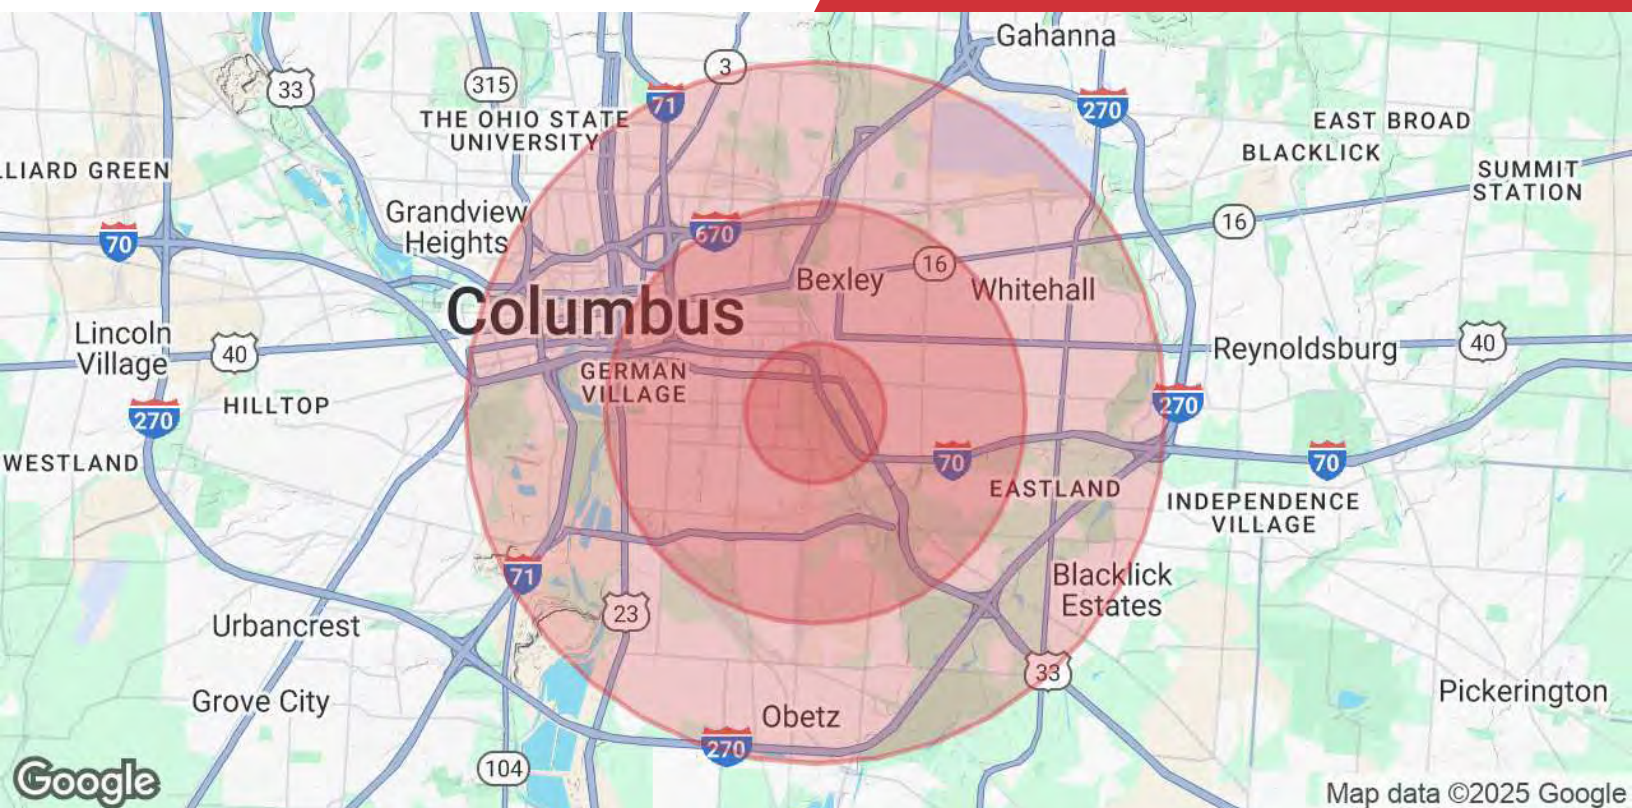 Gahanna
3
33
315
71
270
THE OHIO STATE
UNIVERSITY
EAST BROAD
BLACKLICK
LLIARD GREEN
SUMMIT
STATION
Grandview
Heights
16
70
670
16
Bexley
Whitehall
Columbus
Lincoln
Village
40
Reynoldsburg
40
GERMAN
VILLAGE
HILLTOP
270
270
WESTLAND
70
70
EASTLAND
INDEPENDENCE
VILLAGE
71
Blacklick
Estates
23
Urbancrest
33
Grove City
Pickerington
Obetz
270
104
Google
Map data ©2025 Google